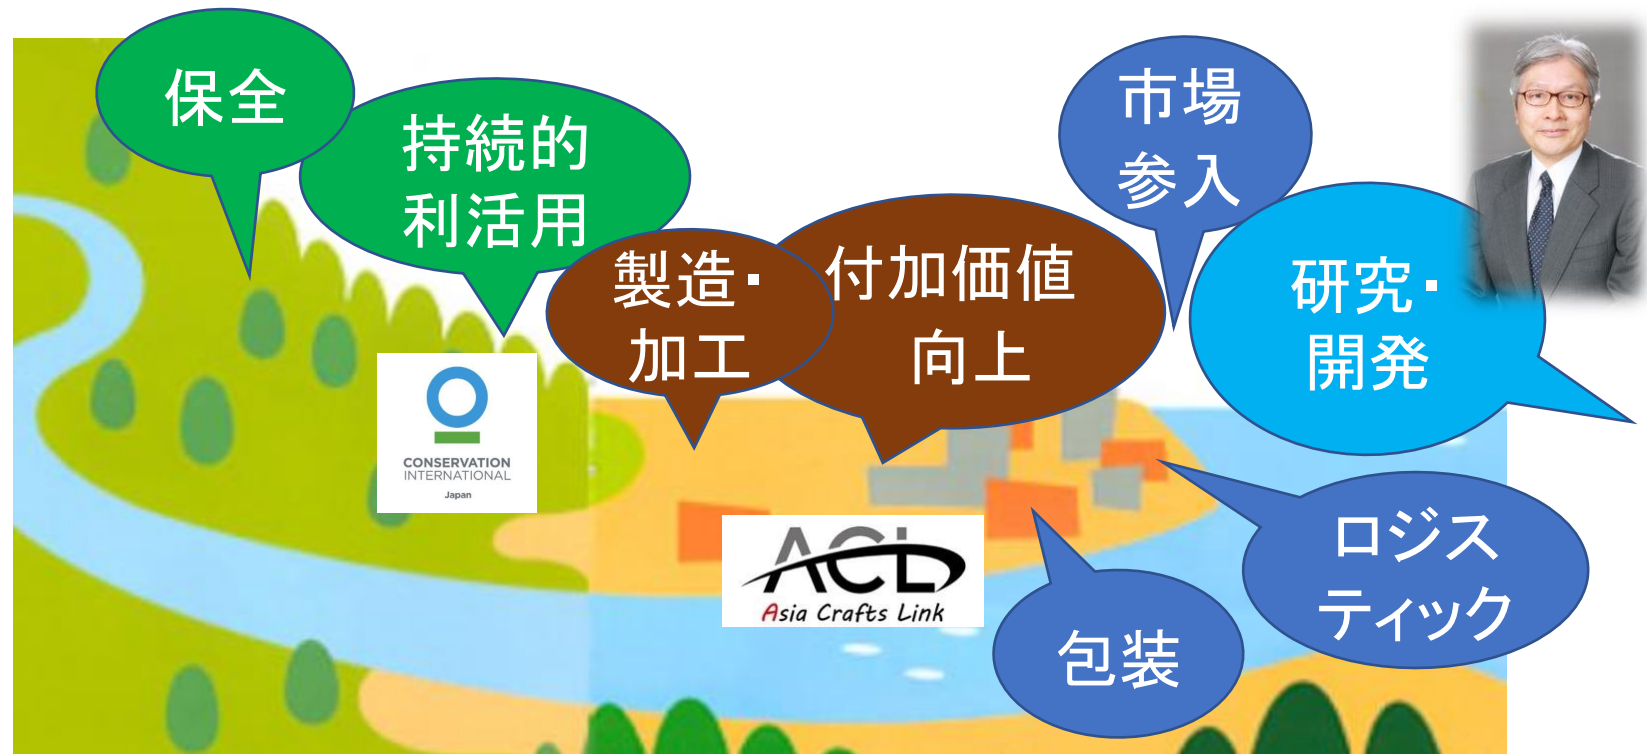 保全
持続的
利活用
製造・
加工
付加価値
向上
市場
参入
研究・
開発
CONSERVATION
INTERNATIONAL
Japan
ACL
Asia Crafts Link
ロジス
ティック
包装